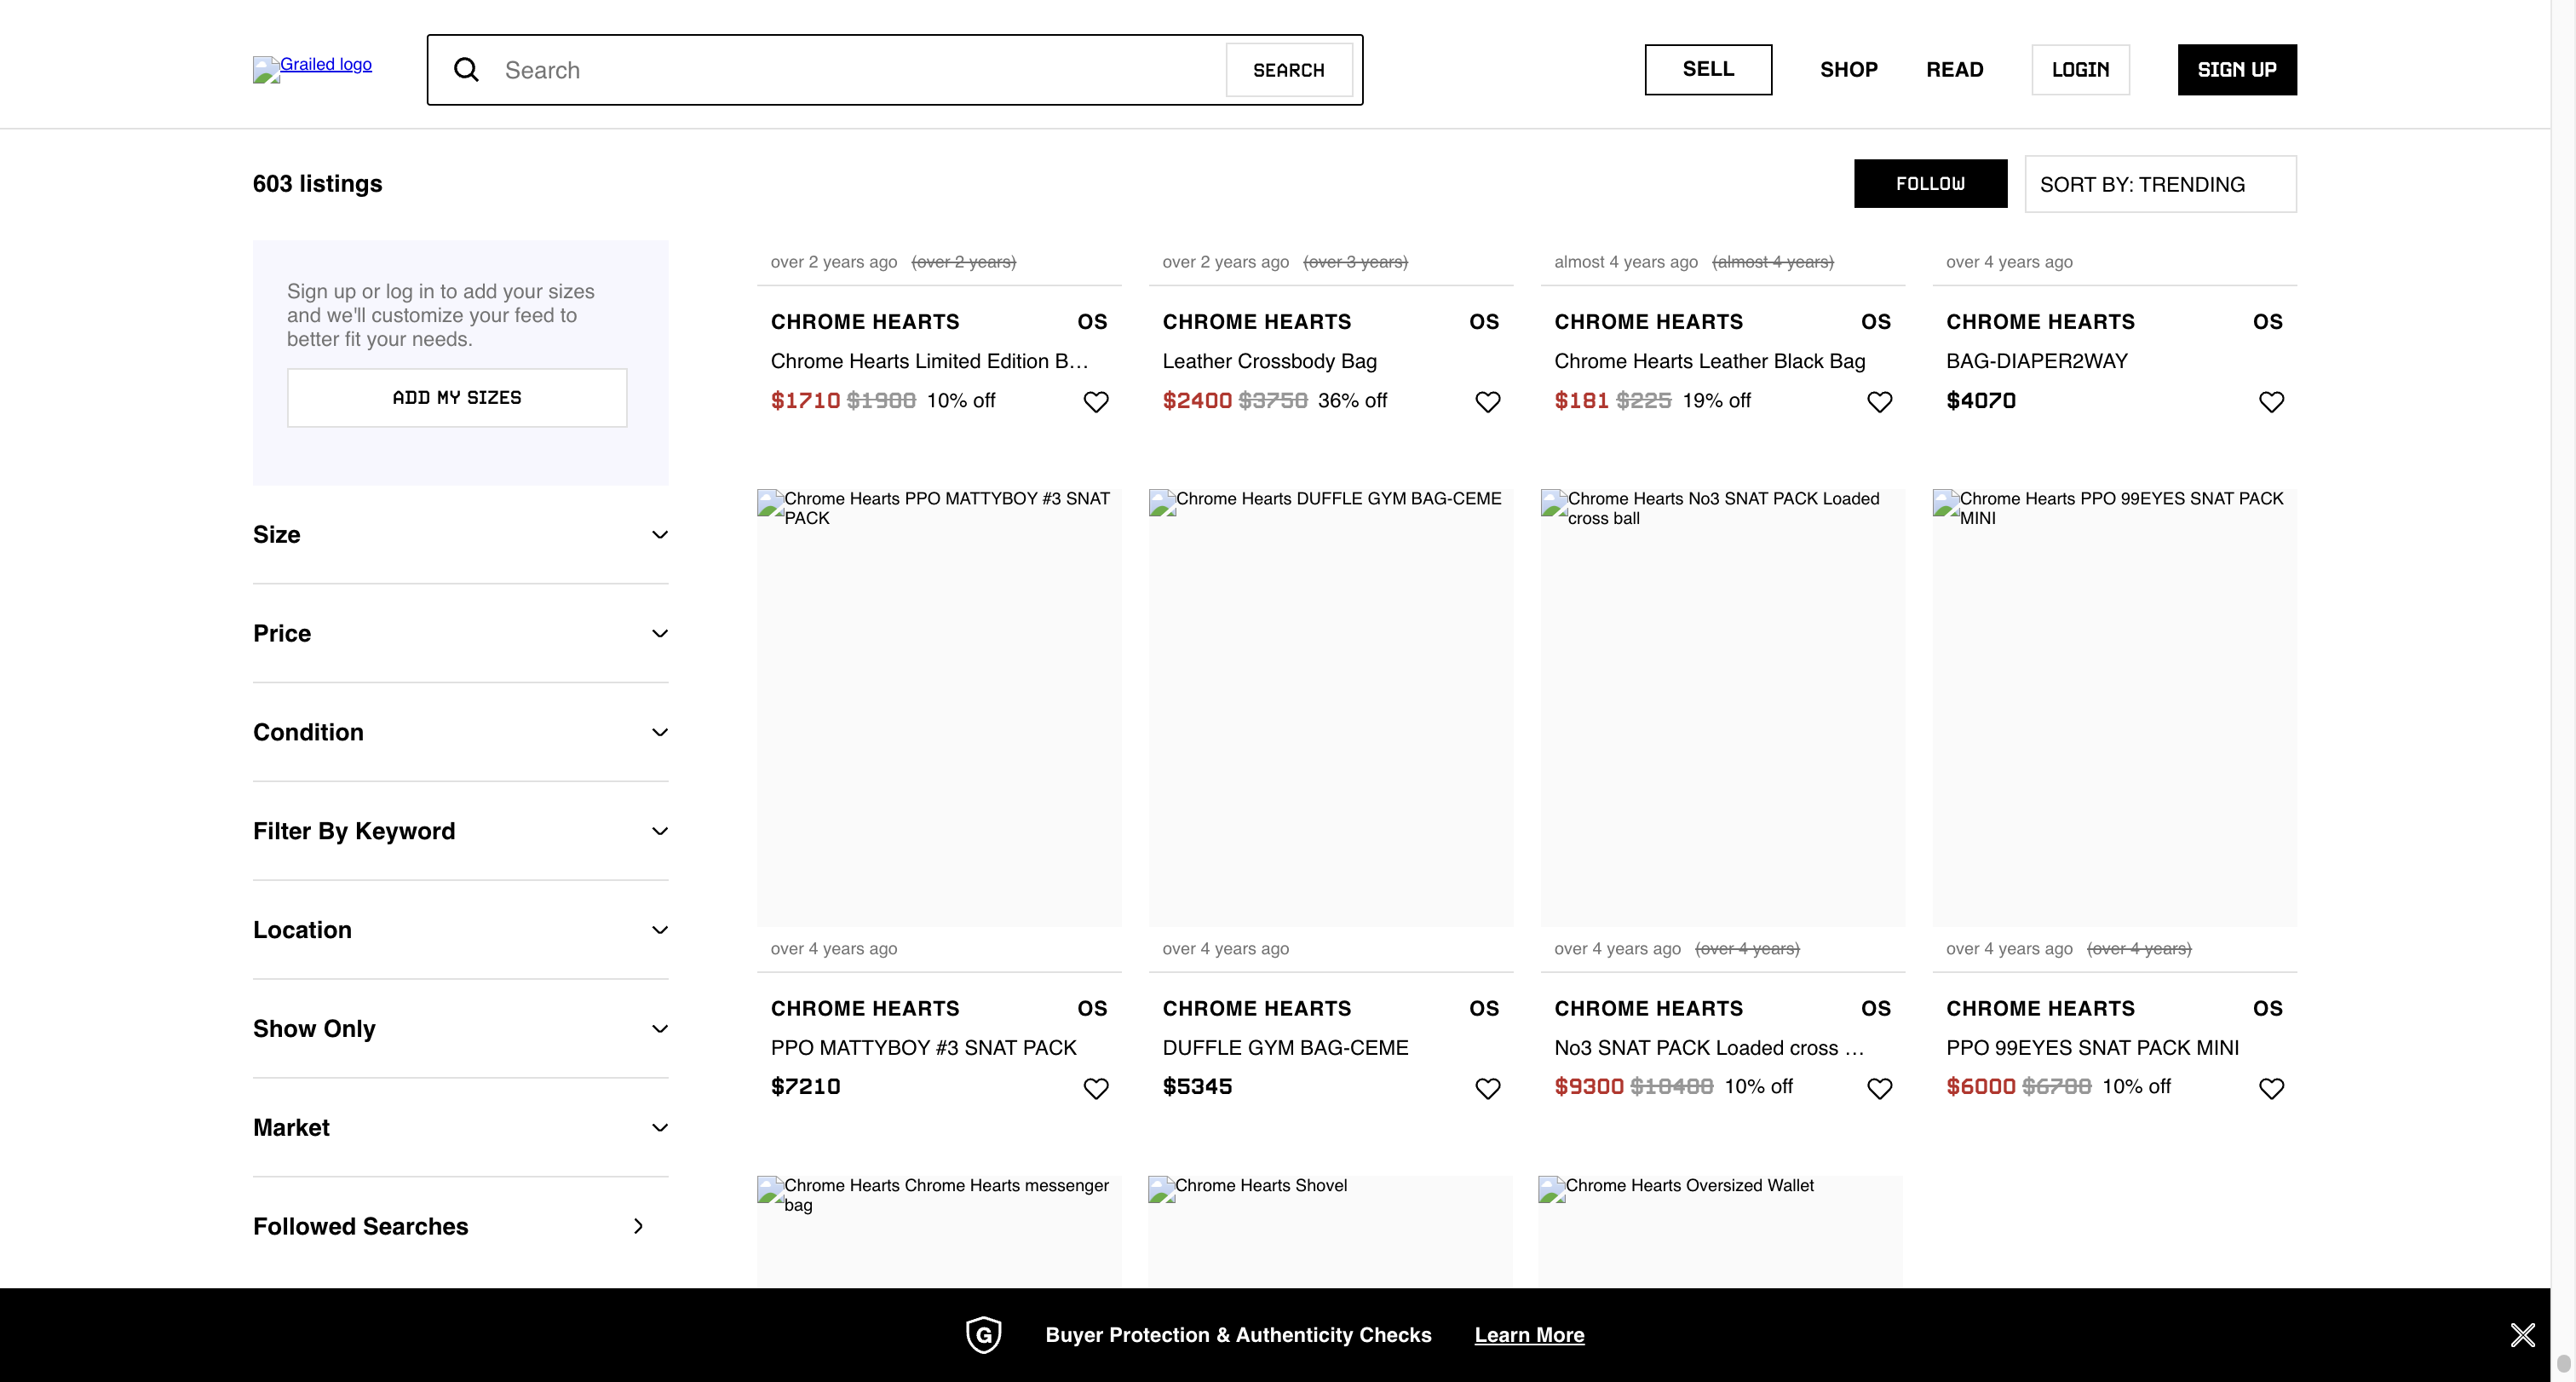 Grailed logo
Search
SEARCH
SELL
SHOP
READ
LOGIN
SIGN UP
603 listings
FOLLOW
SORT BY: TRENDING
Sign up or log in to add your sizes
and we'll customize your feed to
better fit your needs.
ADD MY SIZES
Size
Price
Condition
Filter By Keyword
Location
Show Only
Market
Followed Searches
over 2 years ago (over 2 years)
CHROME HEARTS OS
Chrome Hearts Limited Edition B…
$1710 $1900 10% off
over 2 years ago (over 3 years)
CHROME HEARTS OS
Leather Crossbody Bag
$2400 $3750 36% off
almost 4 years ago (almost 4 years)
CHROME HEARTS OS
Chrome Hearts Leather Black Bag
$181 $225 19% off
over 4 years ago
CHROME HEARTS OS
BAG-DIAPER2WAY
$4070
Chrome Hearts PPO MATTYBOY #3 SNAT
PACK
over 4 years ago
CHROME HEARTS OS
PPO MATTYBOY #3 SNAT PACK
$7210
Chrome Hearts DUFFLE GYM BAG-CEME
over 4 years ago
CHROME HEARTS OS
DUFFLE GYM BAG-CEME
$5345
Chrome Hearts No3 SNAT PACK Loaded
cross ball
over 4 years ago (over 4 years)
CHROME HEARTS OS
No3 SNAT PACK Loaded cross …
$9300 $10400 10% off
Chrome Hearts PPO 99EYES SNAT PACK
MINI
over 4 years ago (over 4 years)
CHROME HEARTS OS
PPO 99EYES SNAT PACK MINI
$6000 $6700 10% off
Chrome Hearts Chrome Hearts messenger
bag
Chrome Hearts Shovel
Chrome Hearts Oversized Wallet
G
Buyer Protection & Authenticity Checks
Learn More